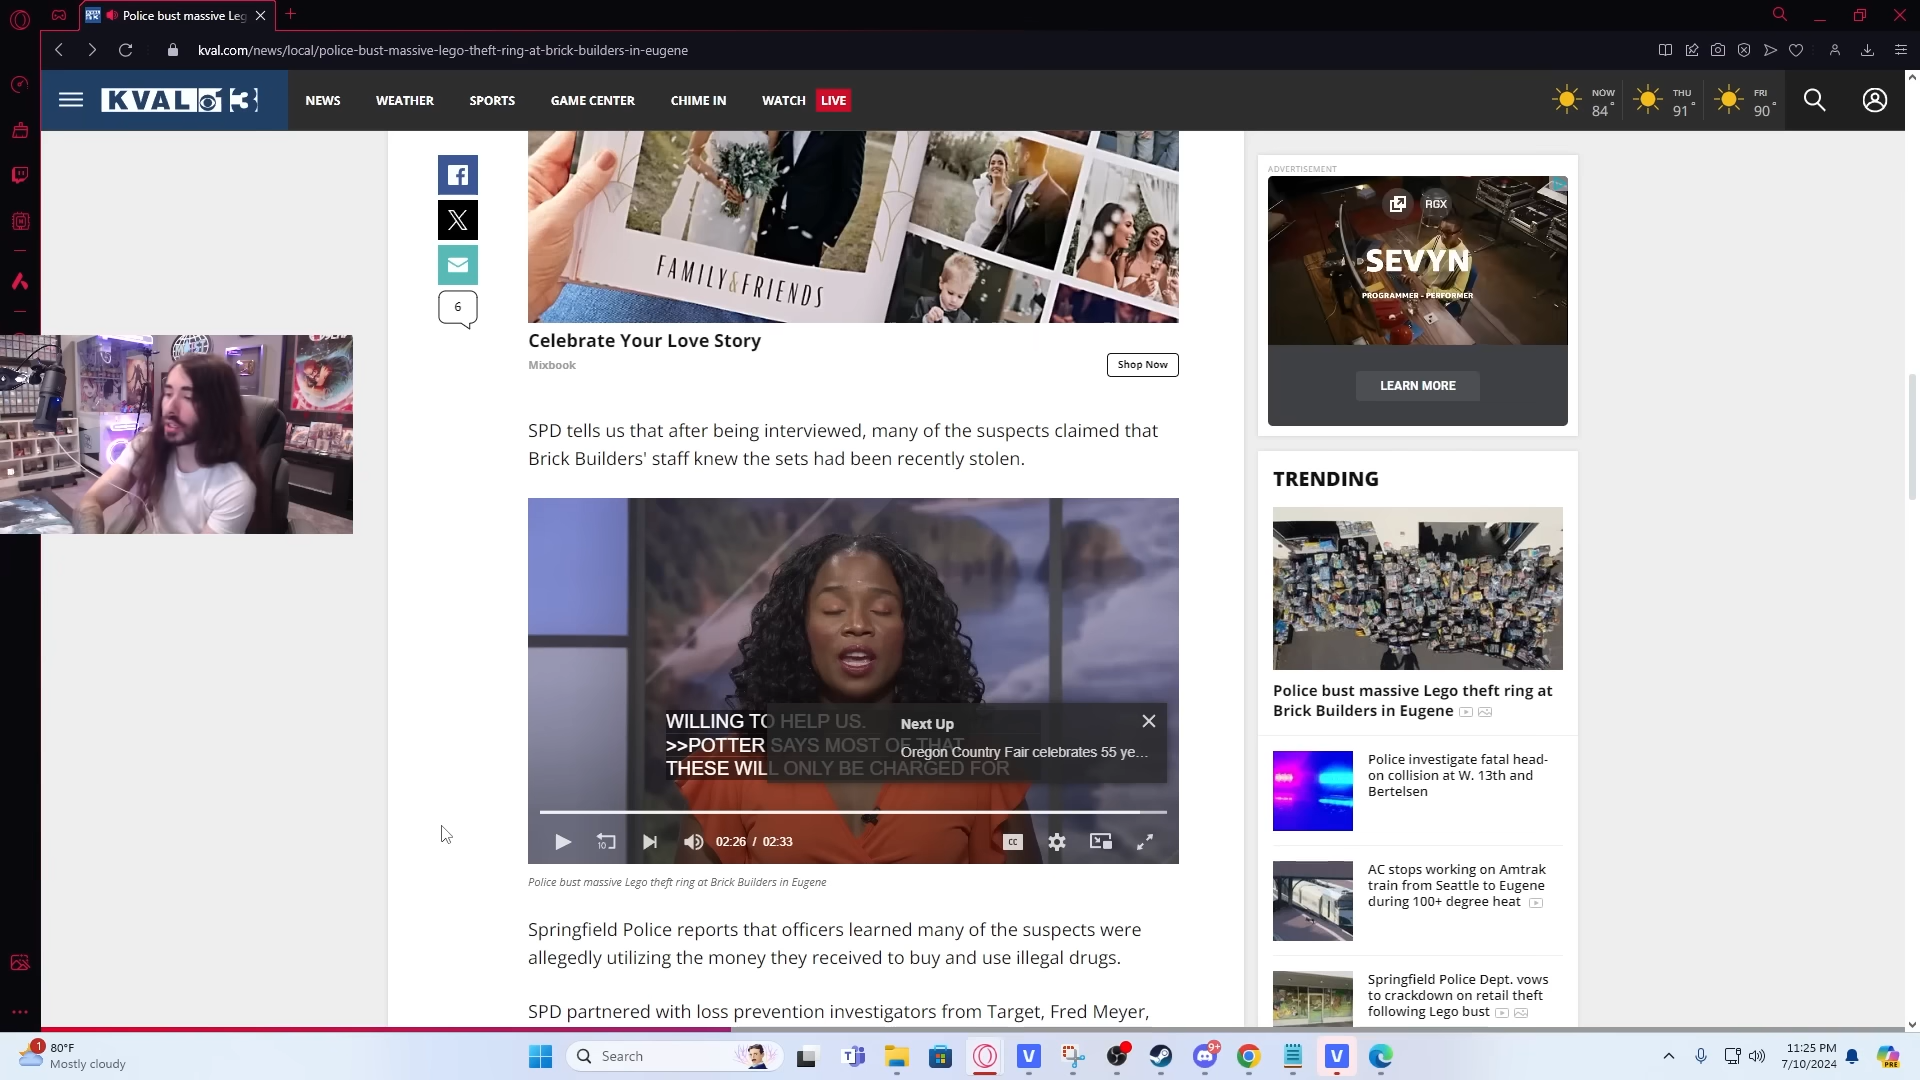 Police bust massive Leg
kval.com/news/local/police-bust-massive-lego-theft-ring-at-brick-builders-in-eugene
KVAL 13
NEWS
WEATHER
SPORTS
GAME CENTER
CHIME IN
WATCH LIVE
NOW
84°
THU
91°
FRI
90°
6
FAMILY & FRIENDS
Celebrate Your Love Story
Mixbook
Shop Now
SPD tells us that after being interviewed, many of the suspects claimed that
Brick Builders' staff knew the sets had been recently stolen.
WILLING TO HELP US.
>>POTTER SAYS MOST OF THAT
THESE WILL ONLY BE CHARGED FOR
Next Up
Oregon Country Fair celebrates 55 ye...
10
02:26 / 02:33
CC
Police bust massive Lego theft ring at Brick Builders in Eugene
Springfield Police reports that officers learned many of the suspects were
allegedly utilizing the money they received to buy and use illegal drugs.
SPD partnered with loss prevention investigators from Target, Fred Meyer,
ADVERTISEMENT
RGX
SEVYN
PROGRAMMER - PERFORMER
LEARN MORE
TRENDING
Police bust massive Lego theft ring at
Brick Builders in Eugene
Police investigate fatal head-
on collision at W. 13th and
Bertelsen
AC stops working on Amtrak
train from Seattle to Eugene
during 100+ degree heat
Springfield Police Dept. vows
to crackdown on retail theft
following Lego bust
1
80°F
Mostly cloudy
Search
9+
11:25 PM
7/10/2024
PRE